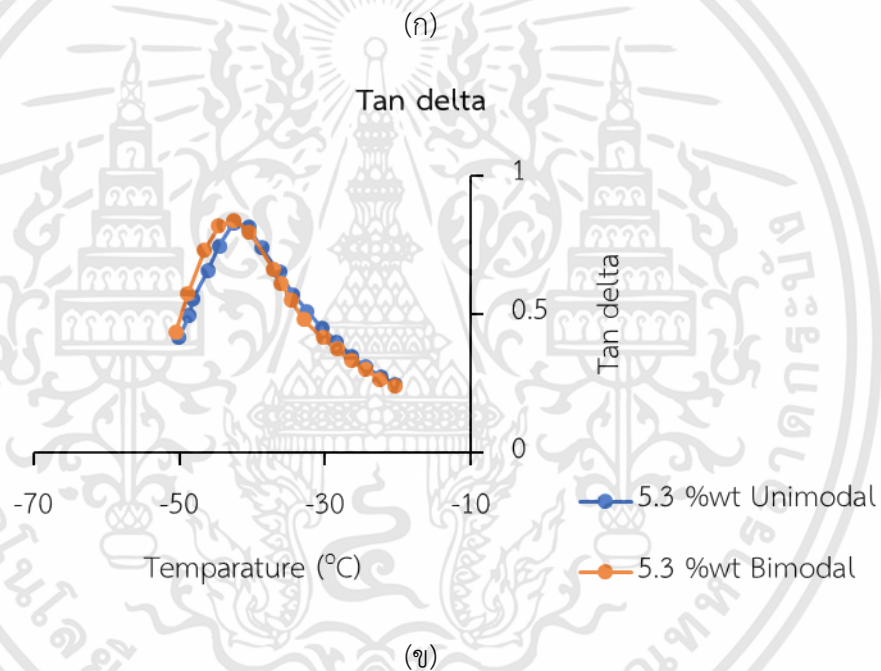 (ก)
Tan delta
1
0.5
0
Tan delta
-70
-50
-30
-10
Temparature (°C)
5.3 %wt Unimodal
5.3 %wt Bimodal
(ข)